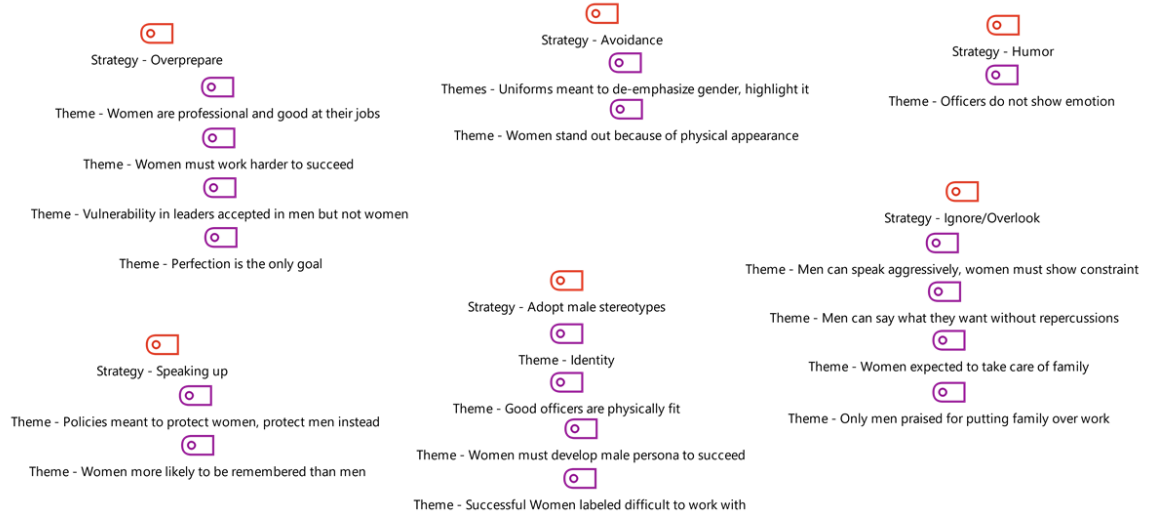 Strategy - Overprepare
Theme - Women are professional and good at their jobs
Theme - Women must work harder to succeed
Theme - Vulnerability in leaders accepted in men but not women
Theme - Perfection is the only goal
Strategy - Avoidance
Themes - Uniforms meant to de-emphasize gender, highlight it
Theme - Women stand out because of physical appearance
Strategy - Humor
Theme - Officers do not show emotion
Strategy - Ignore/Overlook
Theme - Men can speak aggressively, women must show constraint
Theme - Men can say what they want without repercussions
Theme - Women expected to take care of family
Theme - Only men praised for putting family over work
Strategy - Speaking up
Theme - Policies meant to protect women, protect men instead
Theme - Women more likely to be remembered than men
Strategy - Adopt male stereotypes
Theme - Identity
Theme - Good officers are physically fit
Theme - Women must develop male persona to succeed
Theme - Successful Women labeled difficult to work with